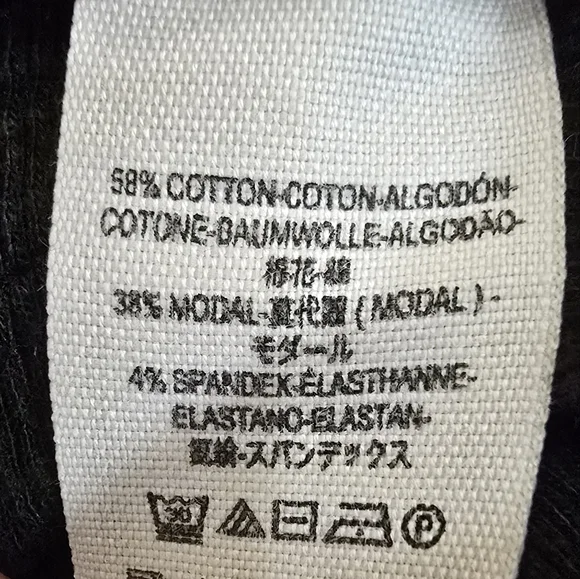 58% COTTON-COTON-ALGODÓN-
COTONE-BAUMWOLLE-ALGODÃO-
棉花-綿
38% MODAL-莫代爾 ( MODAL ) -
モダール
4% SPANDEX-ÉLASTHANNE-
ELASTANO-ELASTAN-
氨綸-スパンデックス
30 P